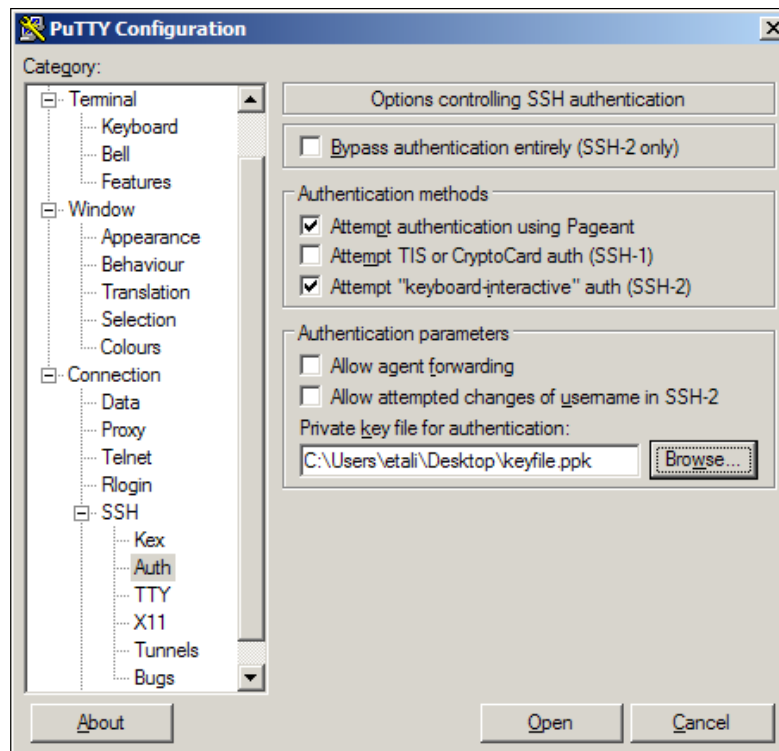 PuTTY Configuration
Category:
Terminal
Keyboard
Bell
Features
Window
Appearance
Behaviour
Translation
Selection
Colours
Connection
Data
Proxy
Telnet
Rlogin
SSH
Kex
Auth
TTY
X11
Tunnels
Bugs
Options controlling SSH authentication
Bypass authentication entirely (SSH-2 only)
Authentication methods
Attempt authentication using Pageant
Attempt TIS or CryptoCard auth (SSH-1)
Attempt "keyboard-interactive" auth (SSH-2)
Authentication parameters
Allow agent forwarding
Allow attempted changes of username in SSH-2
Private key file for authentication:
C:\Users\etali\Desktop\keyfile.ppk
Browse...
About
Open
Cancel